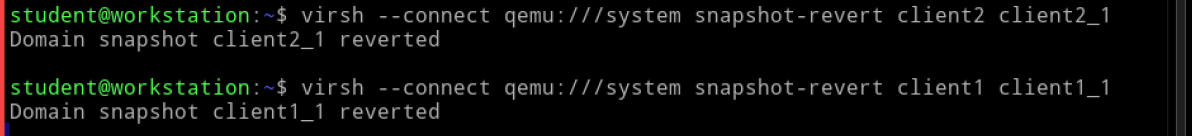 student@workstation:~$ virsh --connect qemu:///system snapshot-revert client2 client2_1
Domain snapshot client2_1 reverted
student@workstation:~$ virsh --connect qemu:///system snapshot-revert client1 client1_1
Domain snapshot client1_1 reverted